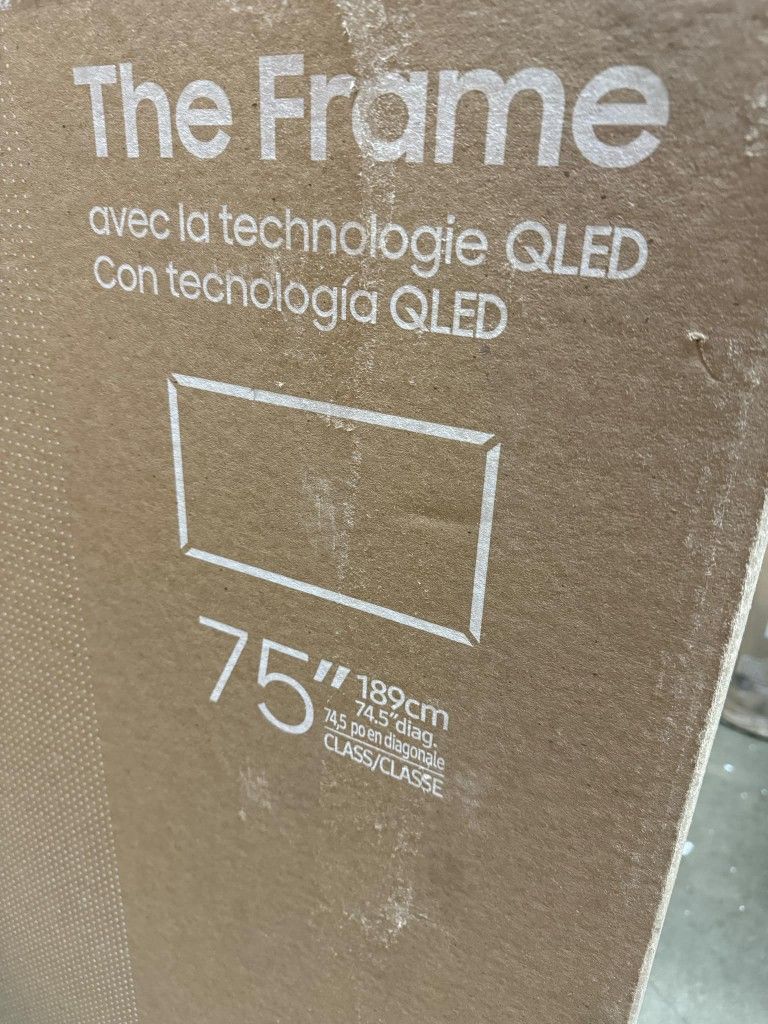 The Frame
avec la technologie QLED
Con tecnología QLED
75″ 189cm
74.5″diag.
74,5 po en diagonale
CLASS/CLASSE